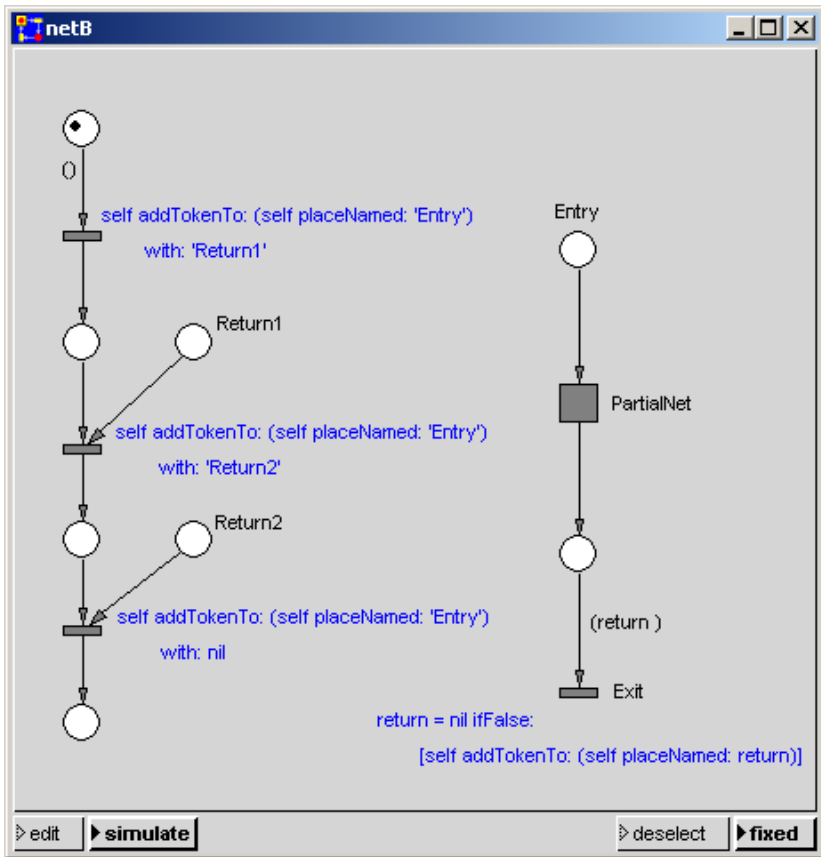 netB
()
self addTokenTo: (self placeNamed: 'Entry')
with: 'Return1'
Entry
Return1
PartialNet
self addTokenTo: (self placeNamed: 'Entry')
with: 'Return2'
Return2
self addTokenTo: (self placeNamed: 'Entry')
with: nil
(return )
Exit
return = nil ifFalse:
[self addTokenTo: (self placeNamed: return)]
edit
simulate
deselect
fixed